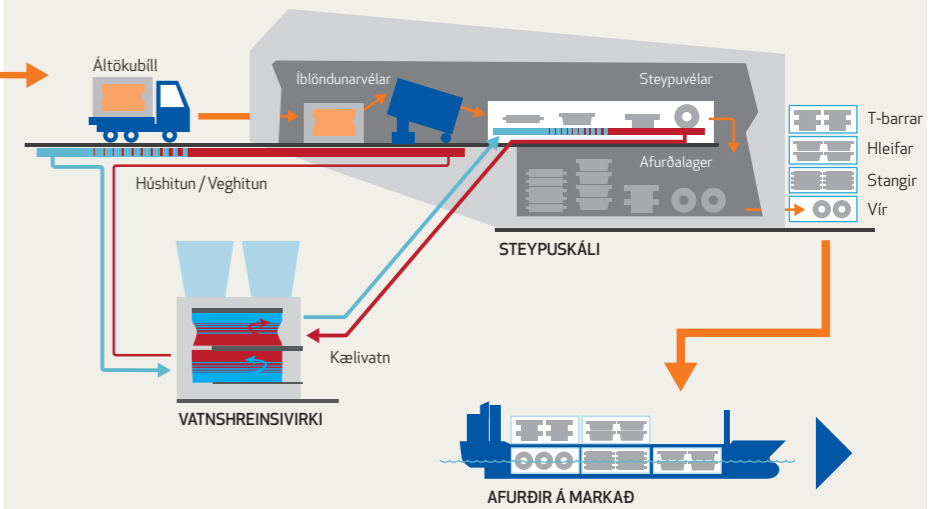 Áltökubíll
Íblöndunarvélar
Steypuvélar
T-barrar
Hleifar
Stangir
Vír
Afurðalager
Húshitun / Veghitun
STEYPUSKÁLI
Kælivatn
VATNSHREINSIVIRKI
AFURÐIR Á MARKAÐ